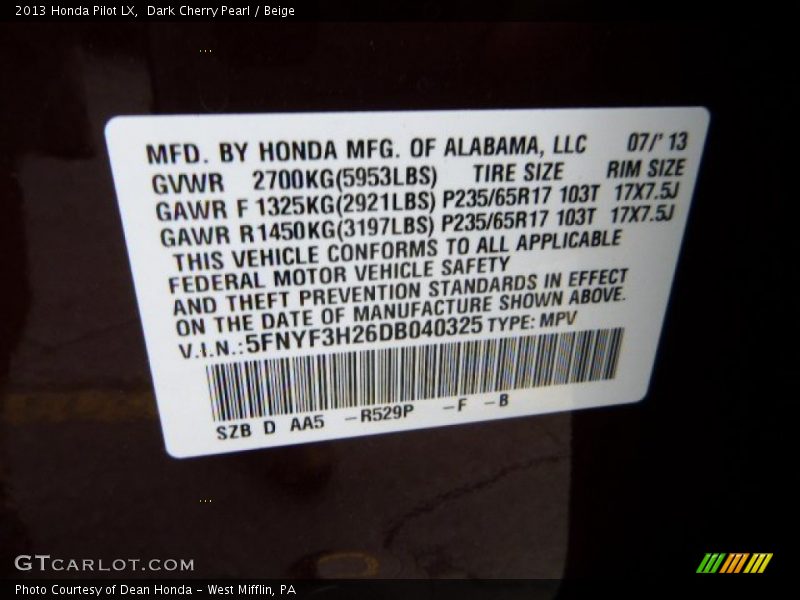 2013 Honda Pilot LX,  Dark Cherry Pearl / Beige
MFD. BY HONDA MFG. OF ALABAMA, LLC 07/' 13
GVWR 2700KG(5953LBS) TIRE SIZE RIM SIZE
GAWR F 1325KG(2921LBS) P235/65R17 103T 17X7.5J
GAWR R1450KG(3197LBS) P235/65R17 103T 17X7.5J
THIS VEHICLE CONFORMS TO ALL APPLICABLE
FEDERAL MOTOR VEHICLE SAFETY
AND THEFT PREVENTION STANDARDS IN EFFECT
ON THE DATE OF MANUFACTURE SHOWN ABOVE.
V.I.N.:5FNYF3H26DB040325 TYPE: MPV
SZB D AA5 -R529P -F -B
GTCARLOT.COM
Photo Courtesy of Dean Honda - West Mifflin, PA